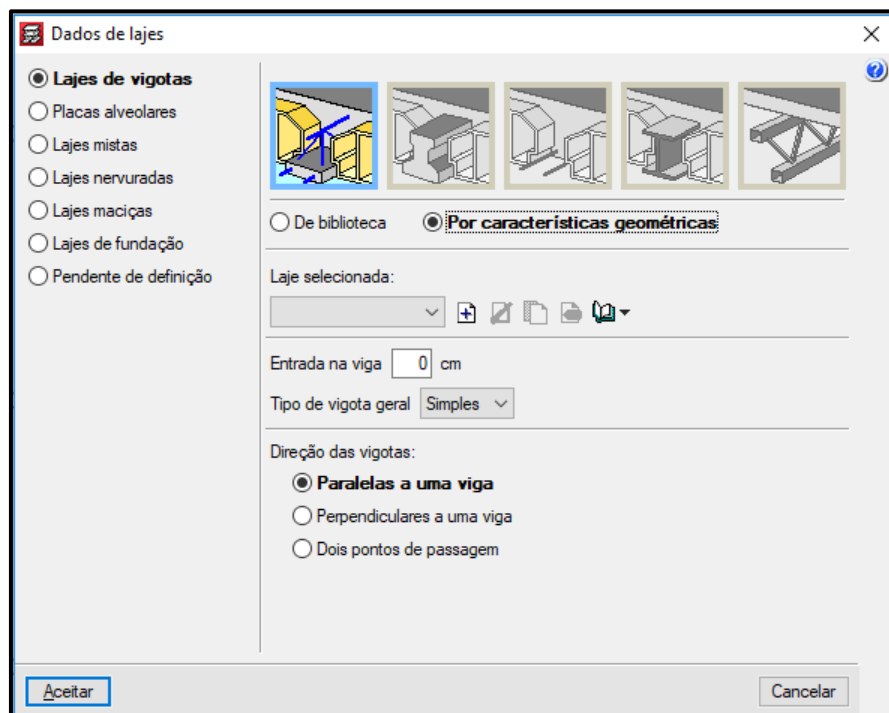 Dados de lajes
Lajes de vigotas
Placas alveolares
Lajes mistas
Lajes nervuradas
Lajes maciças
Lajes de fundação
Pendente de definição
De biblioteca Por características geométricas
Laje selecionada:
Entrada na viga 0 cm
Tipo de vigota geral Simples
Direção das vigotas:
Paralelas a uma viga
Perpendiculares a uma viga
Dois pontos de passagem
Aceitar Cancelar